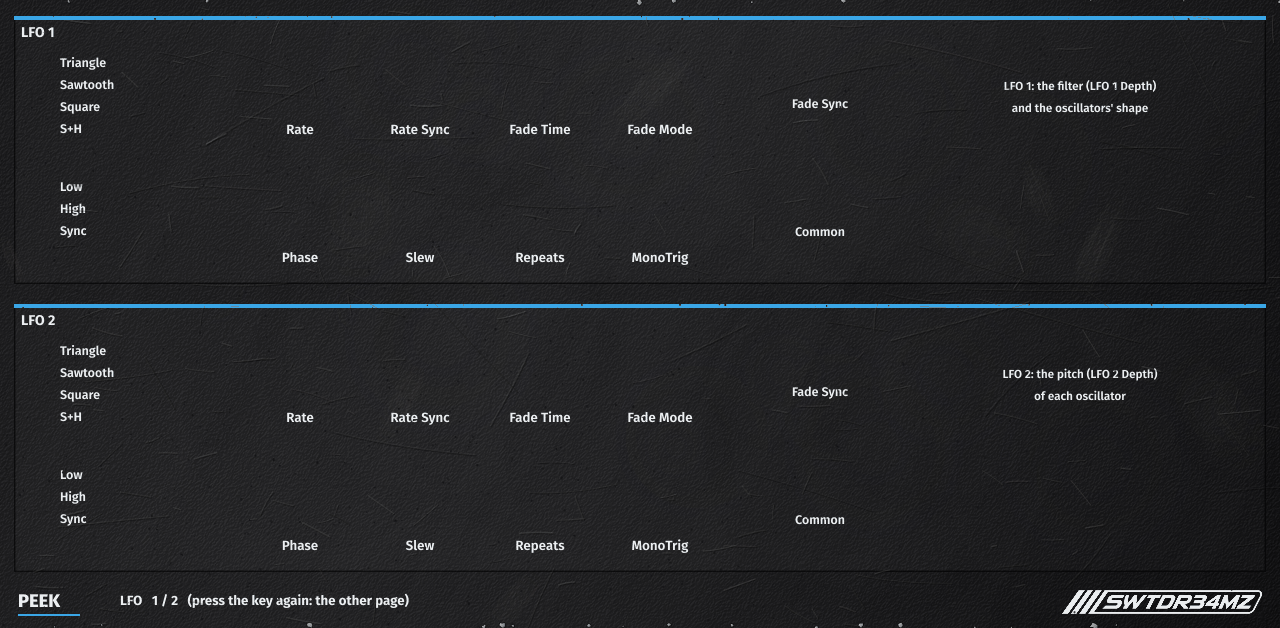 LFO 1
Triangle
Sawtooth
Square
S+H
Rate
Rate Sync
Fade Time
Fade Mode
Fade Sync
LFO 1: the filter (LFO 1 Depth)
and the oscillators' shape
Low
High
Sync
Phase
Slew
Repeats
MonoTrig
Common
LFO 2
Triangle
Sawtooth
Square
S+H
Rate
Rate Sync
Fade Time
Fade Mode
Fade Sync
LFO 2: the pitch (LFO 2 Depth)
of each oscillator
Low
High
Sync
Phase
Slew
Repeats
MonoTrig
Common
PEEK
LFO 1 / 2 (press the key again: the other page)
SWTDR34MZ